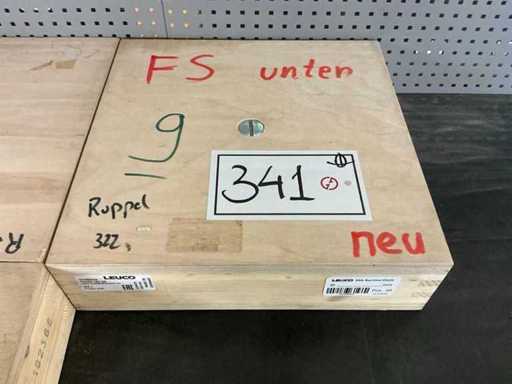 FS unten
9
341
Ruppel
322
neu
LEUCO
LEUCO